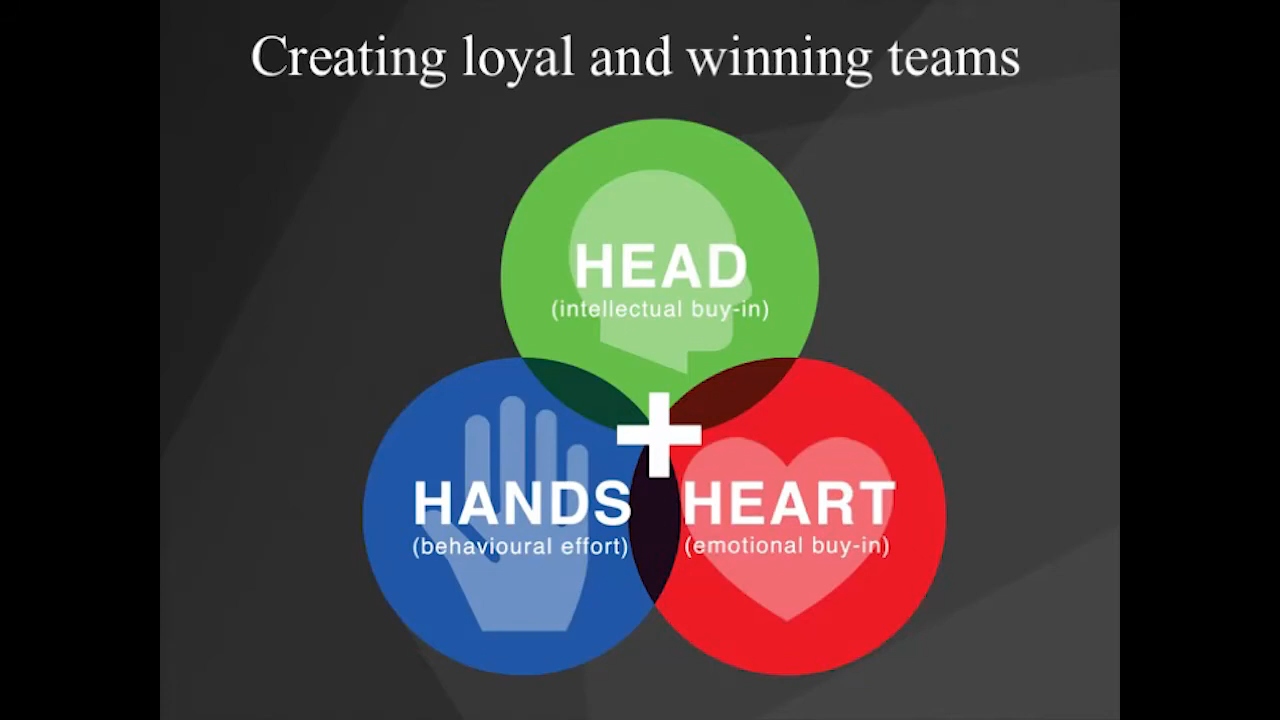 Creating loyal and winning teams
HEAD
(intellectual buy-in)
HANDS
(behavioural effort)
HEART
(emotional buy-in)